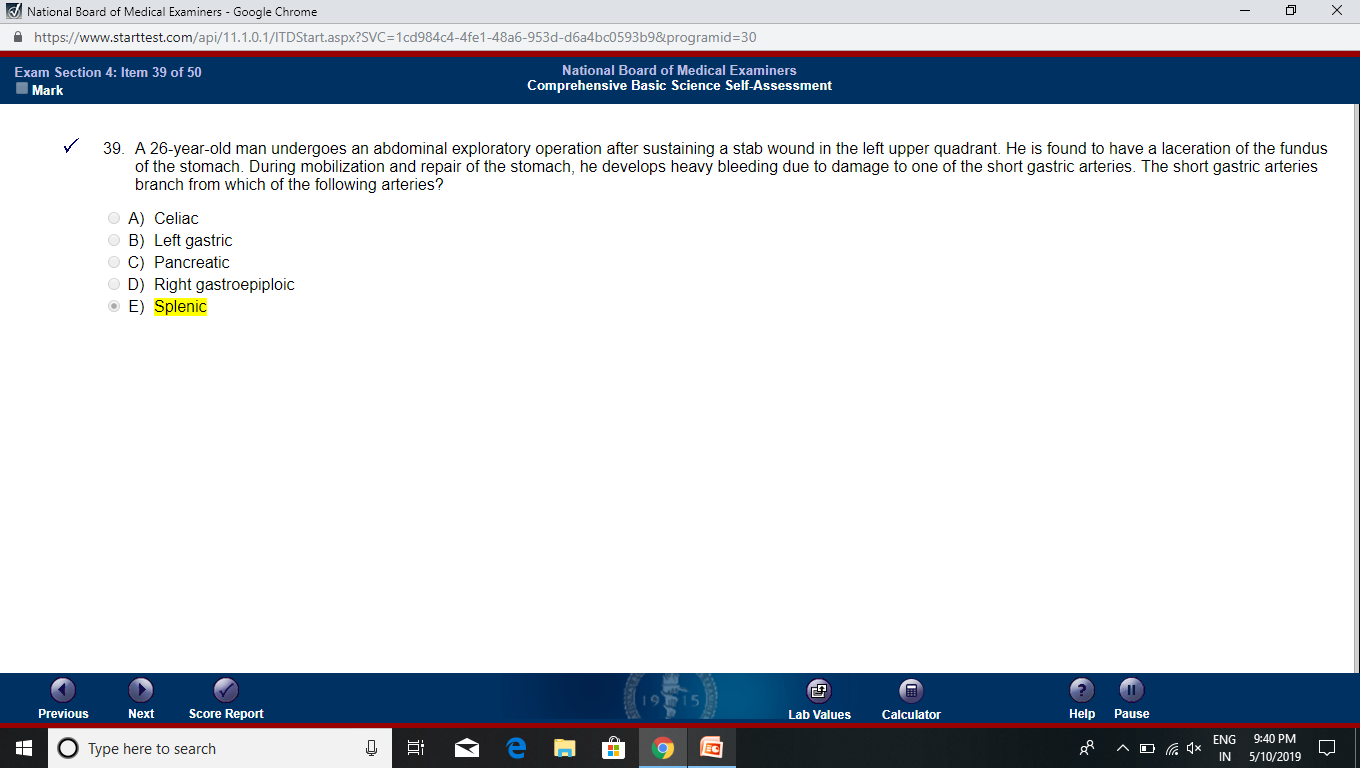 National Board of Medical Examiners - Google Chrome
https://www.starttest.com/api/11.1.0.1/ITDStart.aspx?SVC=1cd984c4-4fe1-48a6-953d-d6a4bc0593b9&programid=30
Exam Section 4: Item 39 of 50
National Board of Medical Examiners
Mark
Comprehensive Basic Science Self-Assessment
39. A 26-year-old man undergoes an abdominal exploratory operation after sustaining a stab wound in the left upper quadrant. He is found to have a laceration of the fundus
of the stomach. During mobilization and repair of the stomach, he develops heavy bleeding due to damage to one of the short gastric arteries. The short gastric arteries
branch from which of the following arteries?
A) Celiac
B) Left gastric
C) Pancreatic
D) Right gastroepiploic
E) Splenic
Previous
Next
Score Report
19 15
Lab Values
Calculator
Help
Pause
Type here to search
EC
ENG
IN
9:40 PM
5/10/2019